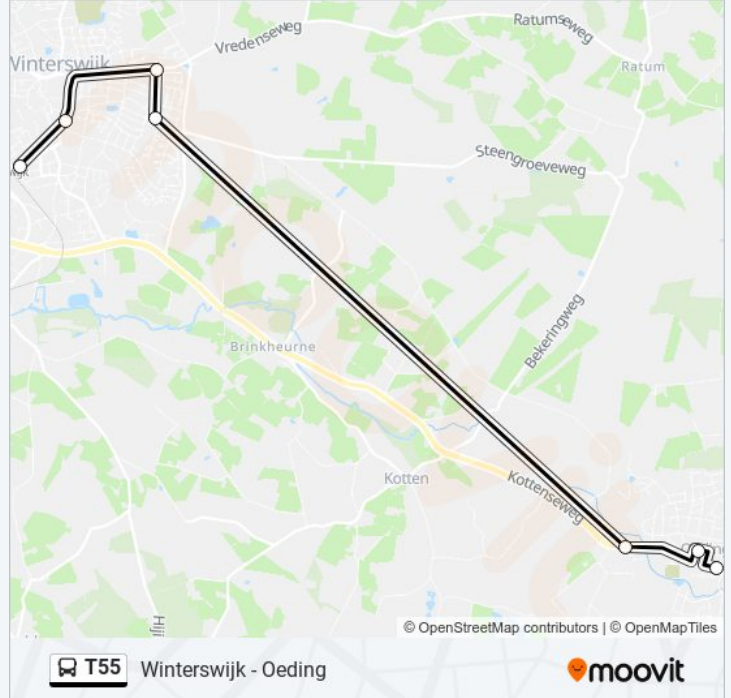 Winterswijk
Vredenseweg
Ratumseweg
Ratum
Steengroeveweg
Bekeringweg
Brinkheurne
Kotten
Kottenseweg
© OpenStreetMap contributors | © OpenMapTiles
T55 Winterswijk - Oeding
moovit